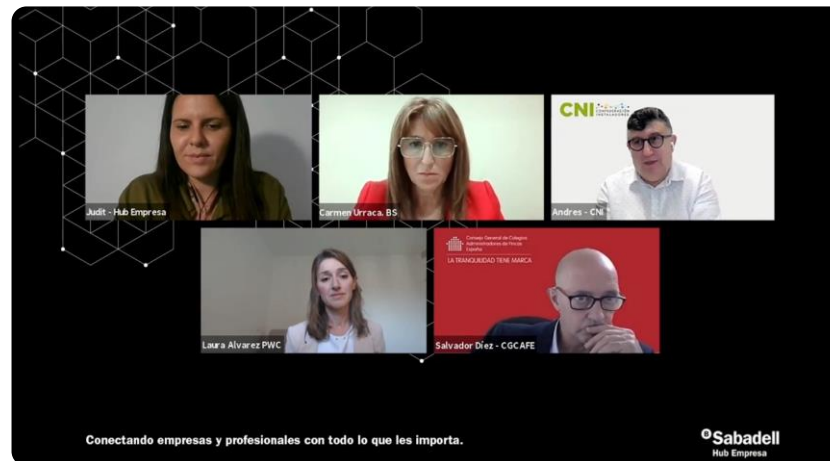 CNI CONFEDERACIÓN
INSTALADORES
Judit - Hub Empresa
Carmen Urraca. BS
Andres - CNI
Consejo General de Colegios
Administradores de Fincas
España
LA TRANQUILIDAD TIENE MARCA
Laura Alvarez PWC
Salvador Díez - CGCAFE
Conectando empresas y profesionales con todo lo que les importa.
Sabadell
Hub Empresa